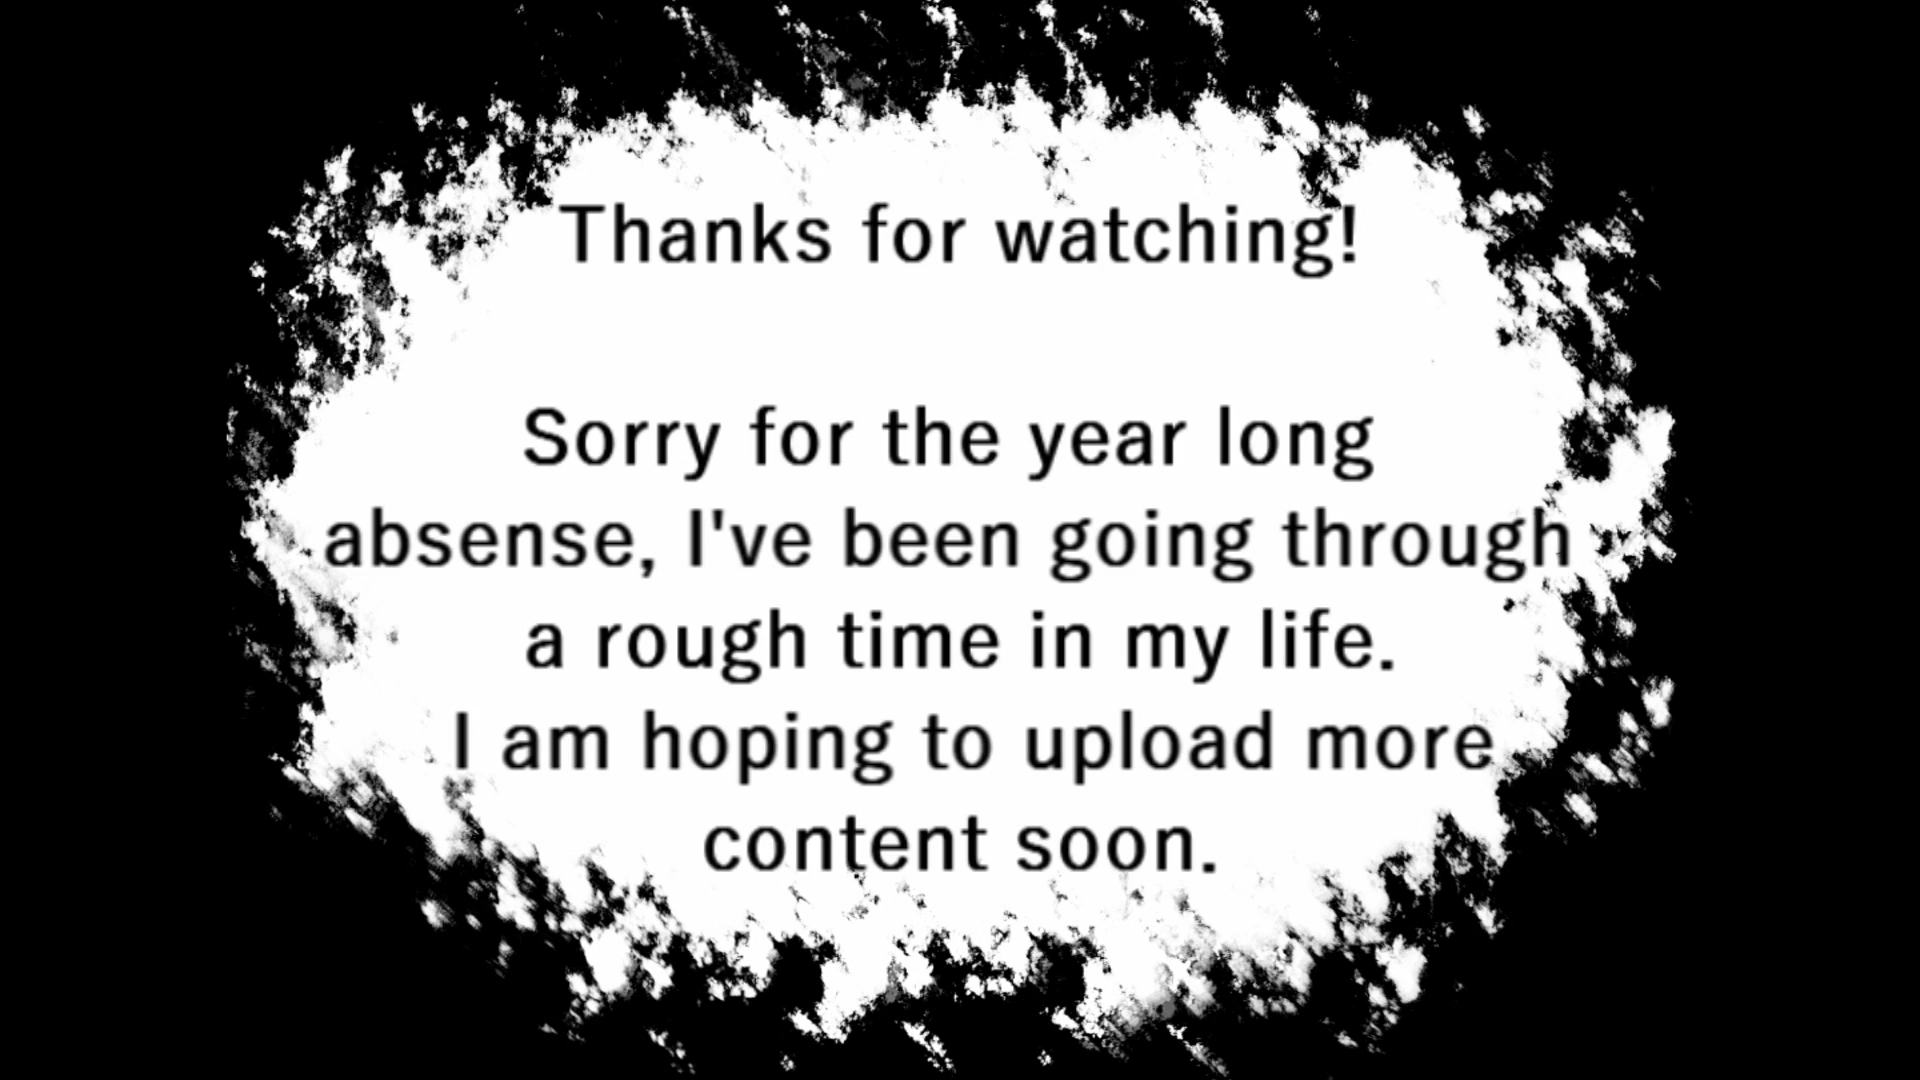 Thanks for watching!
Sorry for the year long
absense, I've been going through
a rough time in my life.
I am hoping to upload more
content soon.